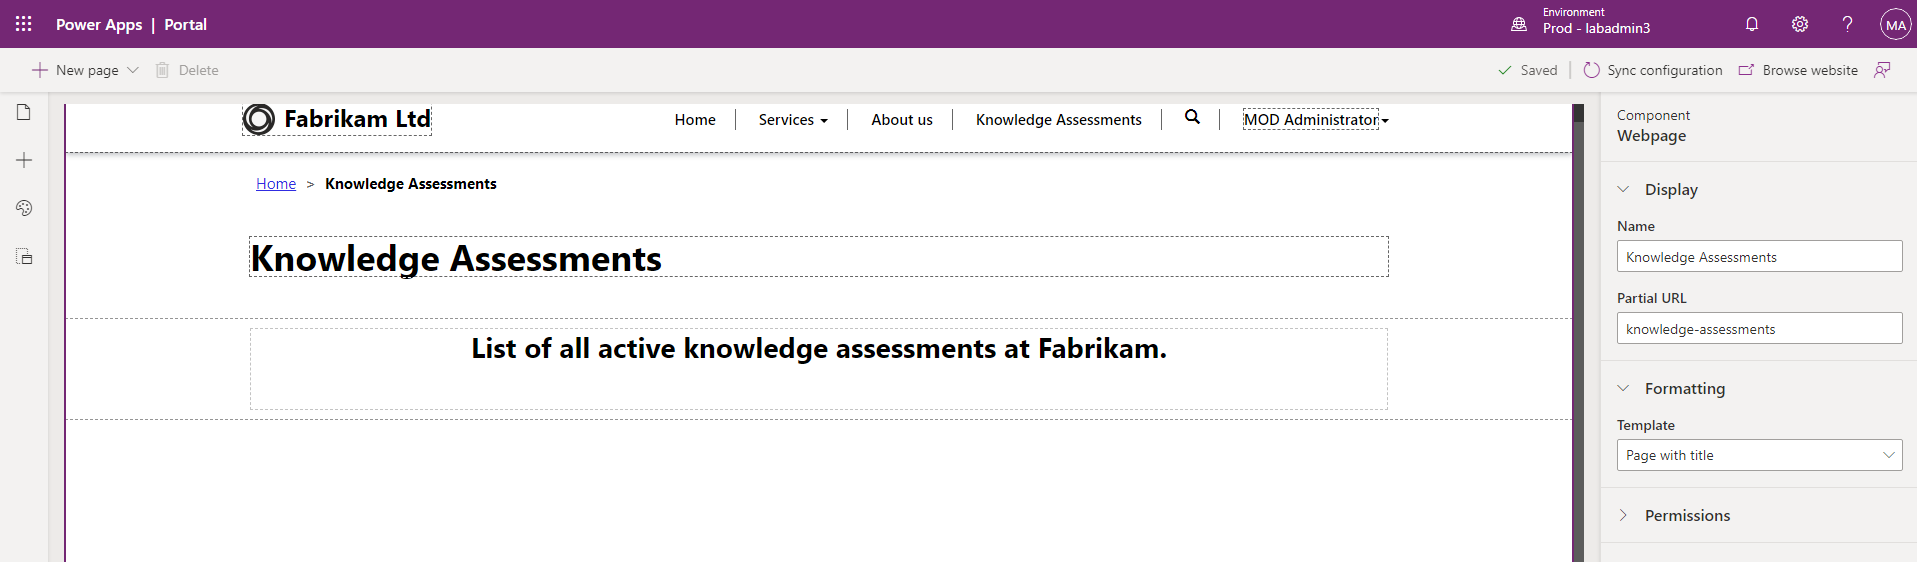 Power Apps | Portal
Environment
Prod - labadmin3
?
MA
New page
Delete
Saved
Sync configuration
Browse website
Fabrikam Ltd
Home
Services
About us
Knowledge Assessments
MOD Administrator
Home > Knowledge Assessments
Knowledge Assessments
List of all active knowledge assessments at Fabrikam.
Component
Webpage
Display
Name
Knowledge Assessments
Partial URL
knowledge-assessments
Formatting
Template
Page with title
Permissions